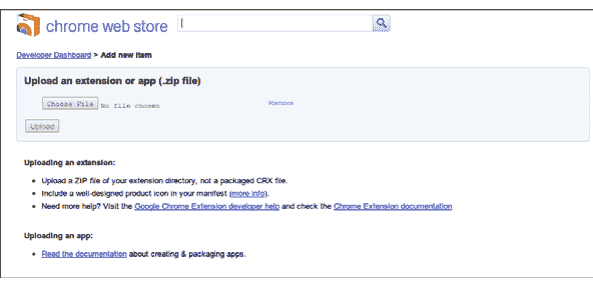 chrome web store
Developer Dashboard > Add new item
Upload an extension or app (.zip file)
Choose File No file chosen Remove
Upload
Uploading an extension:
• Upload a ZIP file of your extension directory, not a packaged CRX file.
• Include a well-designed product icon in your manifest (more info).
• Need more help? Visit the Google Chrome Extension developer help and check the Chrome Extension documentation
Uploading an app:
• Read the documentation about creating & packaging apps.